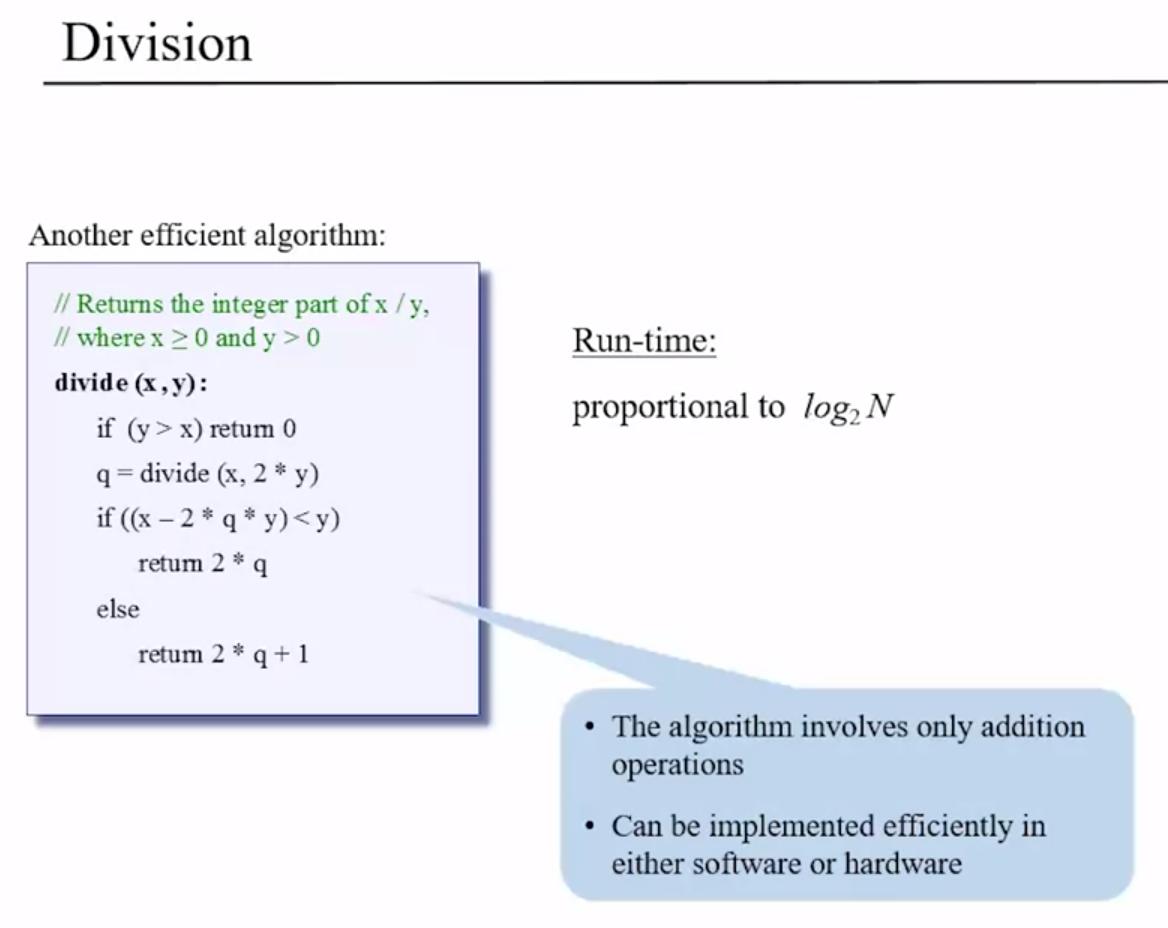 Division
Another efficient algorithm:
// Returns the integer part of x / y,
// where x ≥ 0 and y > 0
divide (x, y):
if (y > x) return 0
q = divide (x, 2 * y)
if ((x – 2 * q * y) < y)
return 2 * q
else
return 2 * q + 1
Run-time:
proportional to log₂ N
• The algorithm involves only addition
operations
• Can be implemented efficiently in
either software or hardware